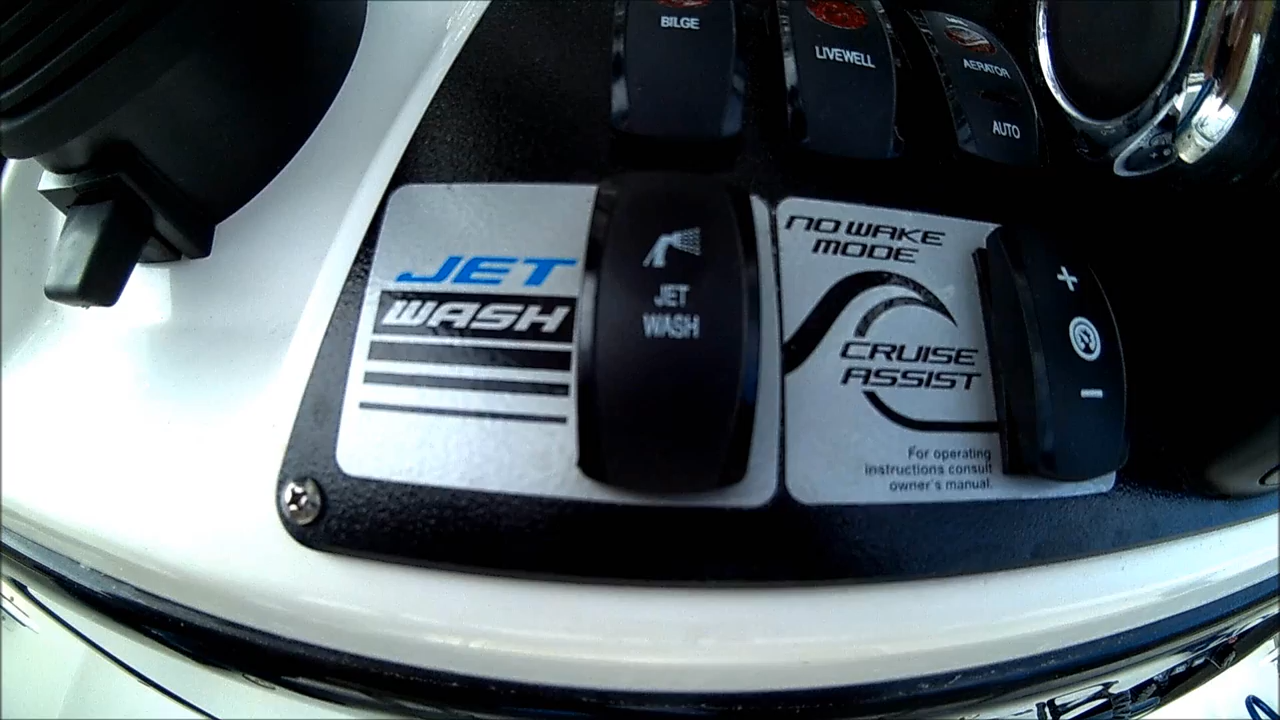 BILGE
LIVEWELL
AERATOR
AUTO
JET
WASH
JET
WASH
NO WAKE
MODE
CRUISE
ASSIST
For operating
instructions consult
owner's manual.
+
−